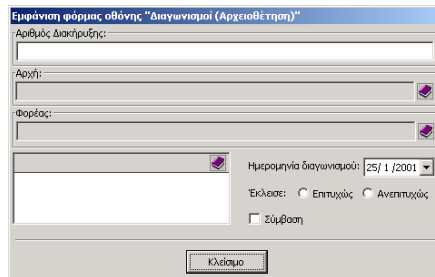 Εμφάνιση φόρμας οθόνης "Διαγωνισμοί (Αρχειοθέτηση)"
Αριθμός Διακήρυξης:
Αρχή:
Φορέας:
Ημερομηνία διαγωνισμού: 25/ 1 /2001
Έκλεισε: Επιτυχώς Ανεπιτυχώς
Σύμβαση
Κλείσιμο